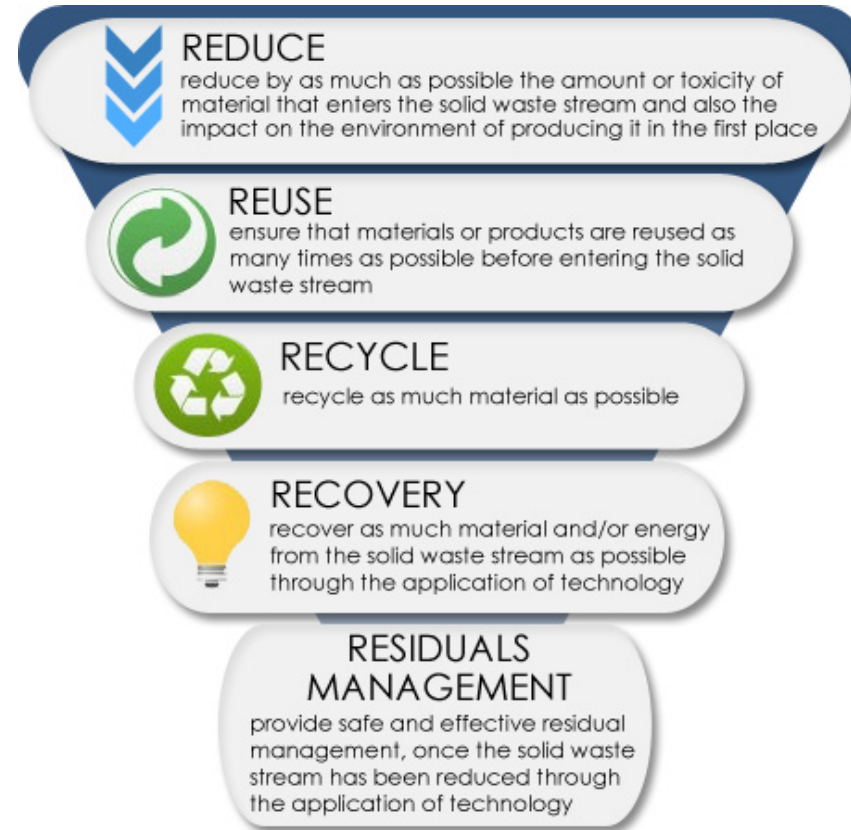 REDUCE
reduce by as much as possible the amount or toxicity of
material that enters the solid waste stream and also the
impact on the environment of producing it in the first place
REUSE
ensure that materials or products are reused as
many times as possible before entering the solid
waste stream
RECYCLE
recycle as much material as possible
RECOVERY
recover as much material and/or energy
from the solid waste stream as possible
through the application of technology
RESIDUALS
MANAGEMENT
provide safe and effective residual
management, once the solid waste
stream has been reduced through
the application of technology